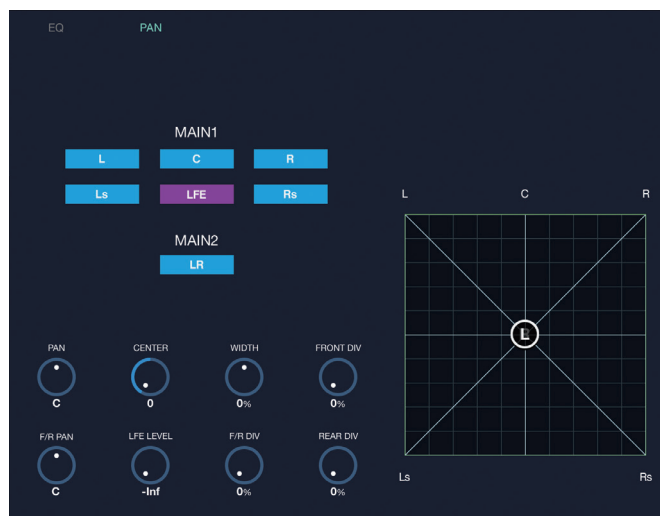 EQ PAN
MAIN1
L C R
Ls LFE Rs
MAIN2
LR
L C R
L
Ls Rs
PAN CENTER WIDTH FRONT DIV
C 0 0% 0%
F/R PAN LFE LEVEL F/R DIV REAR DIV
C -Inf 0% 0%